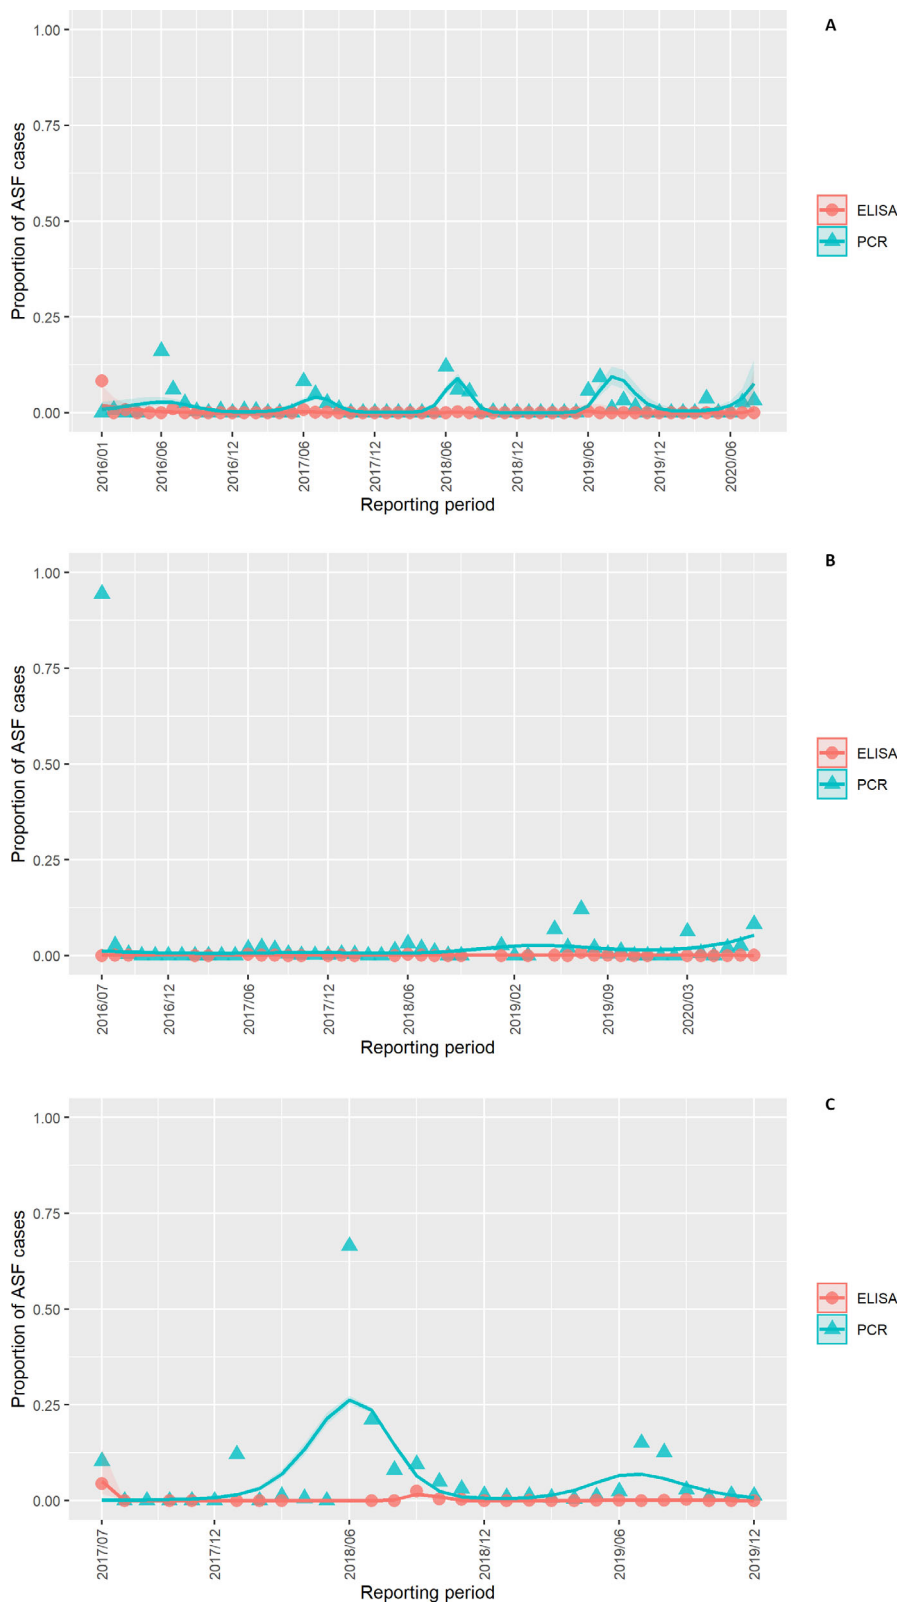 A
1.00
0.75
0.50
0.25
0.00
Proportion of ASF cases
2016/01
2016/06
2016/12
2017/06
2017/12
2018/06
2018/12
2019/06
2019/12
2020/06
Reporting period
ELISA
PCR
B
1.00
0.75
0.50
0.25
0.00
Proportion of ASF cases
2016/07
2016/12
2017/06
2017/12
2018/06
2019/02
2019/09
2020/03
Reporting period
ELISA
PCR
C
1.00
0.75
0.50
0.25
0.00
Proportion of ASF cases
2017/07
2017/12
2018/06
2018/12
2019/06
2019/12
Reporting period
ELISA
PCR